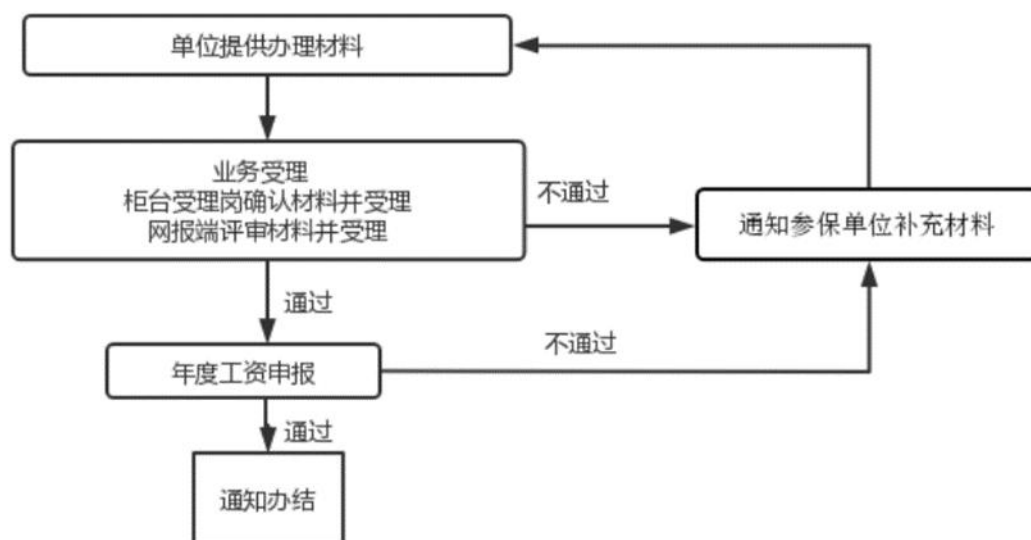 单位提供办理材料
业务受理
柜台受理岗确认材料并受理
网报端评审材料并受理
不通过
通知参保单位补充材料
通过
不通过
年度工资申报
通过
通知办结